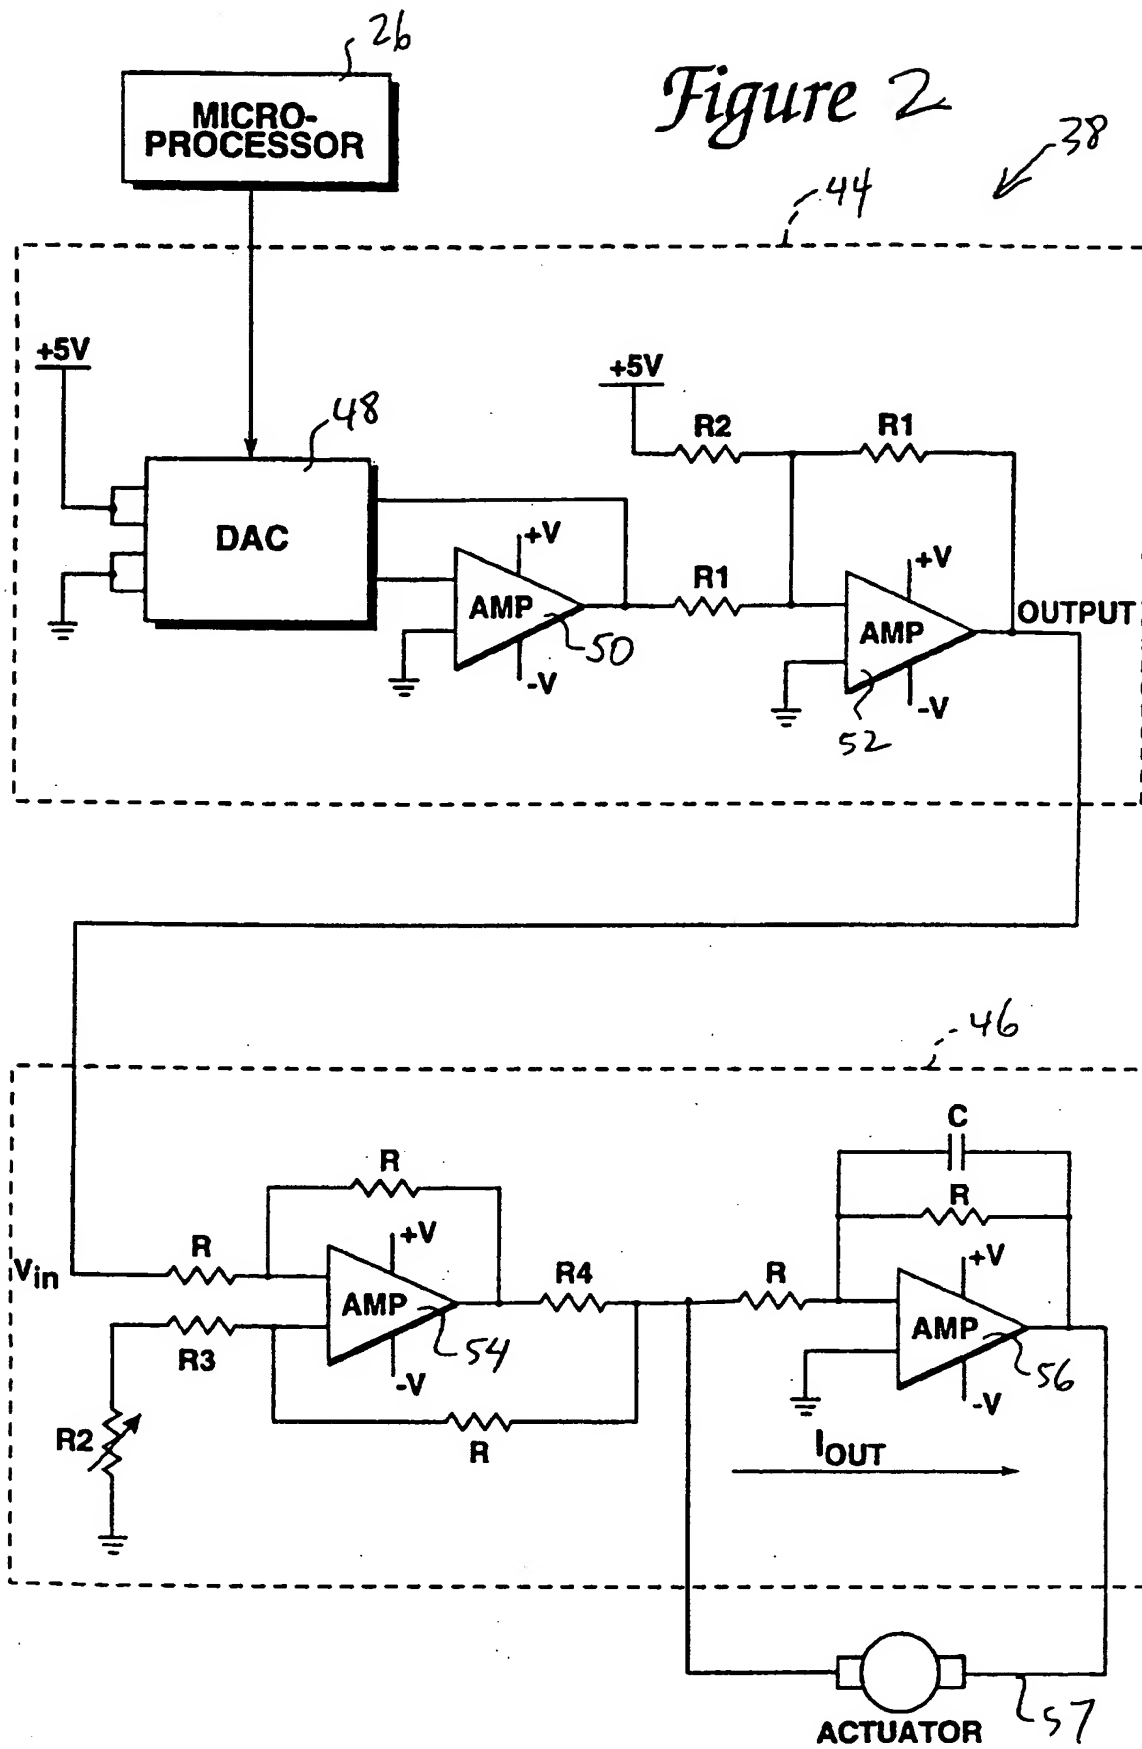 26
Figure 2
MICRO-
PROCESSOR
38
44
+5V
+5V
48
R2
R1
DAC
+V
R1
+V
AMP
50
AMP
OUTPUT
-V
-V
52
46
C
R
R
+V
R
+V
Vin
R4
R
AMP
54
AMP
56
R3
-V
-V
R2
R
IOUT
57
ACTUATOR